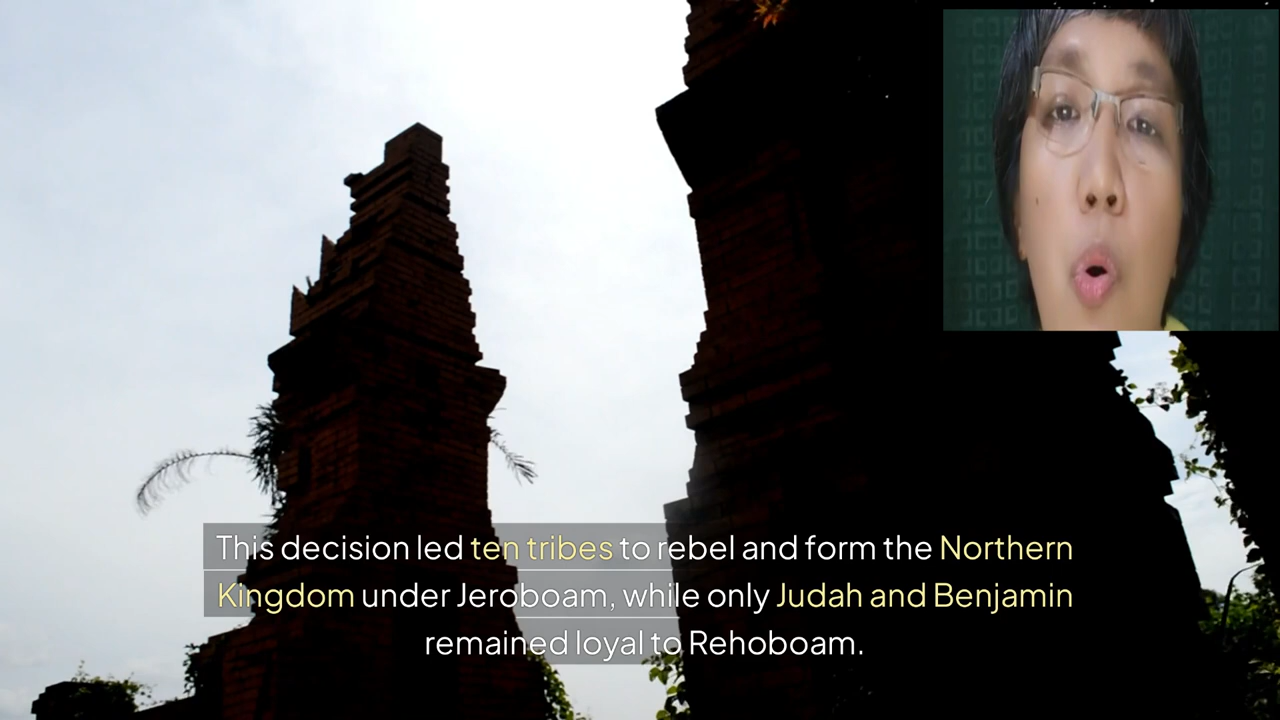 This decision led ten tribes to rebel and form the Northern
Kingdom under Jeroboam, while only Judah and Benjamin
remained loyal to Rehoboam.